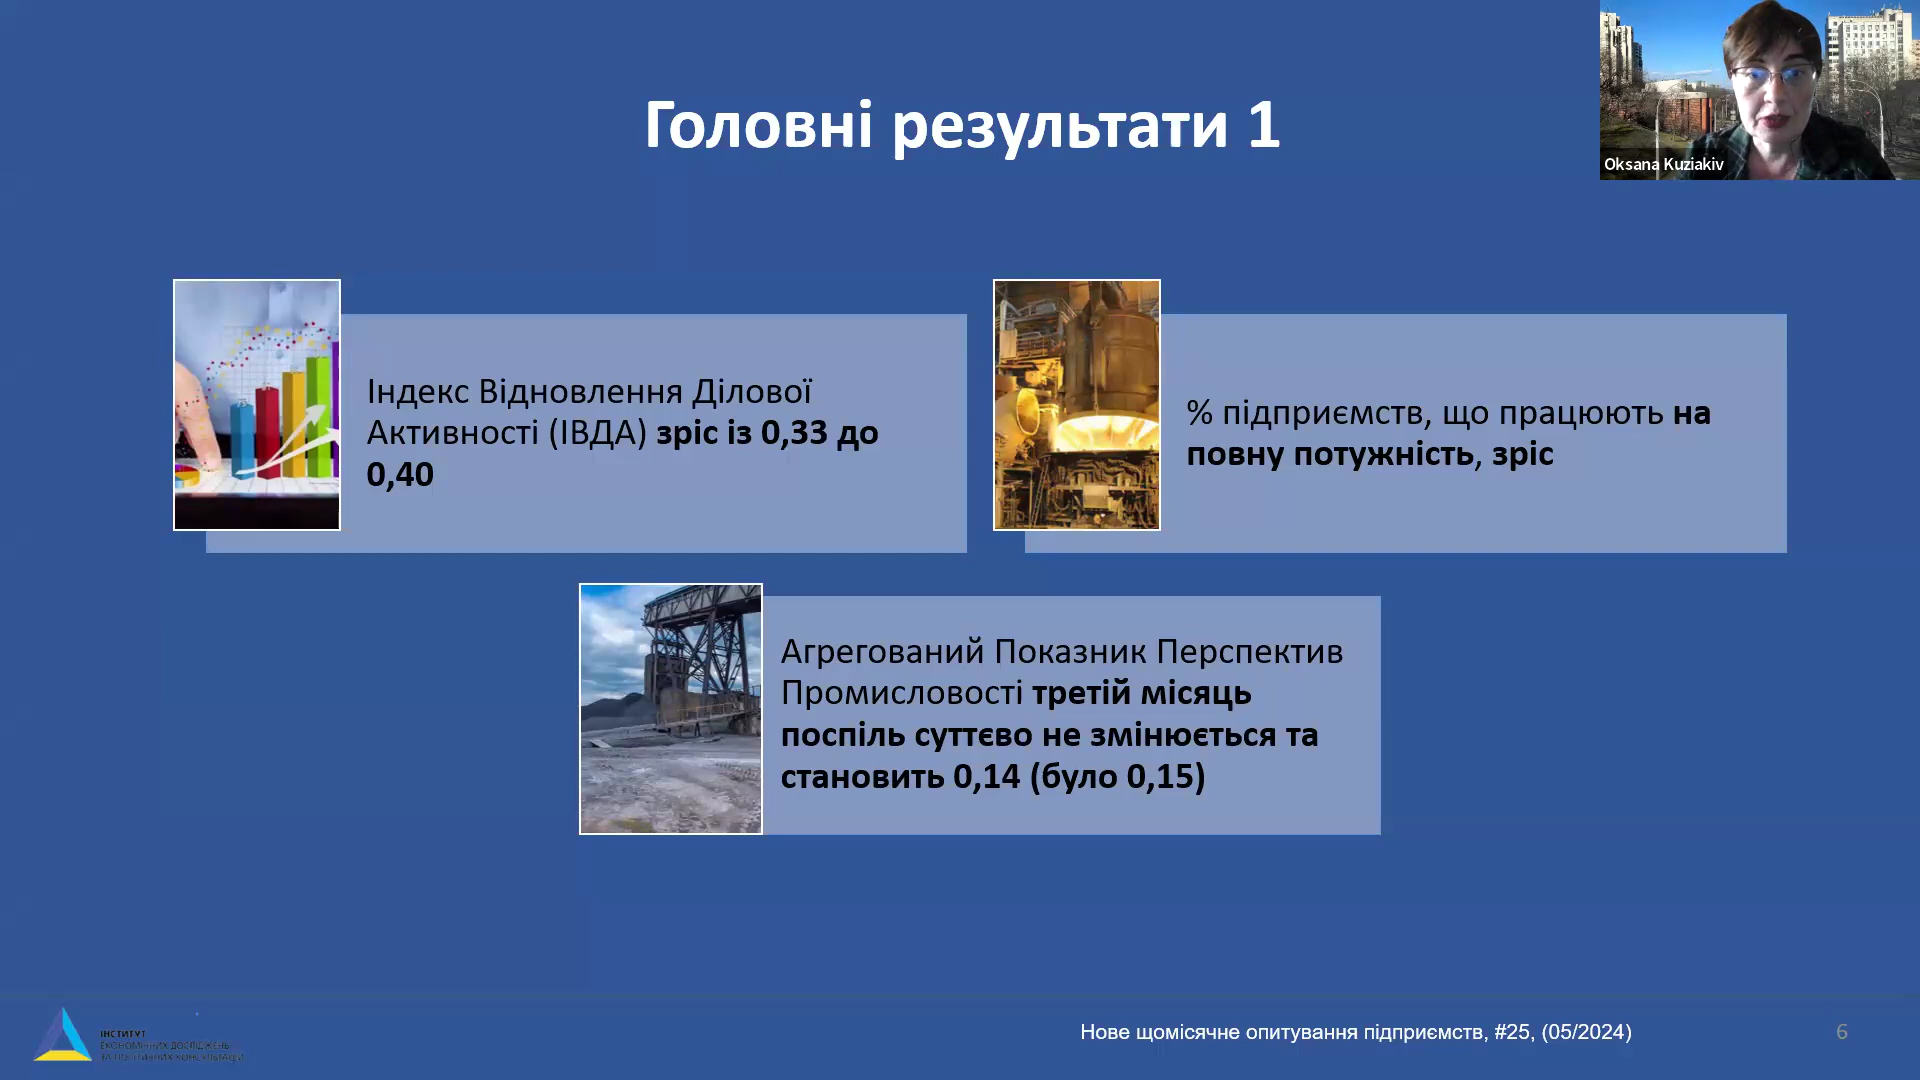 Головні результати 1
Oksana Kuziakiv
Індекс Відновлення Ділової
Активності (ІВДА) зріс із 0,33 до
0,40
% підприємств, що працюють на
повну потужність, зріс
Агрегований Показник Перспектив
Промисловості третій місяць
поспіль суттєво не змінюється та
становить 0,14 (було 0,15)
ІНСТИТУТ
ЕКОНОМІЧНИХ ДОСЛІДЖЕНЬ
ТА ПОЛІТИЧНИХ КОНСУЛЬТАЦІЙ
Нове щомісячне опитування підприємств, #25, (05/2024)
6